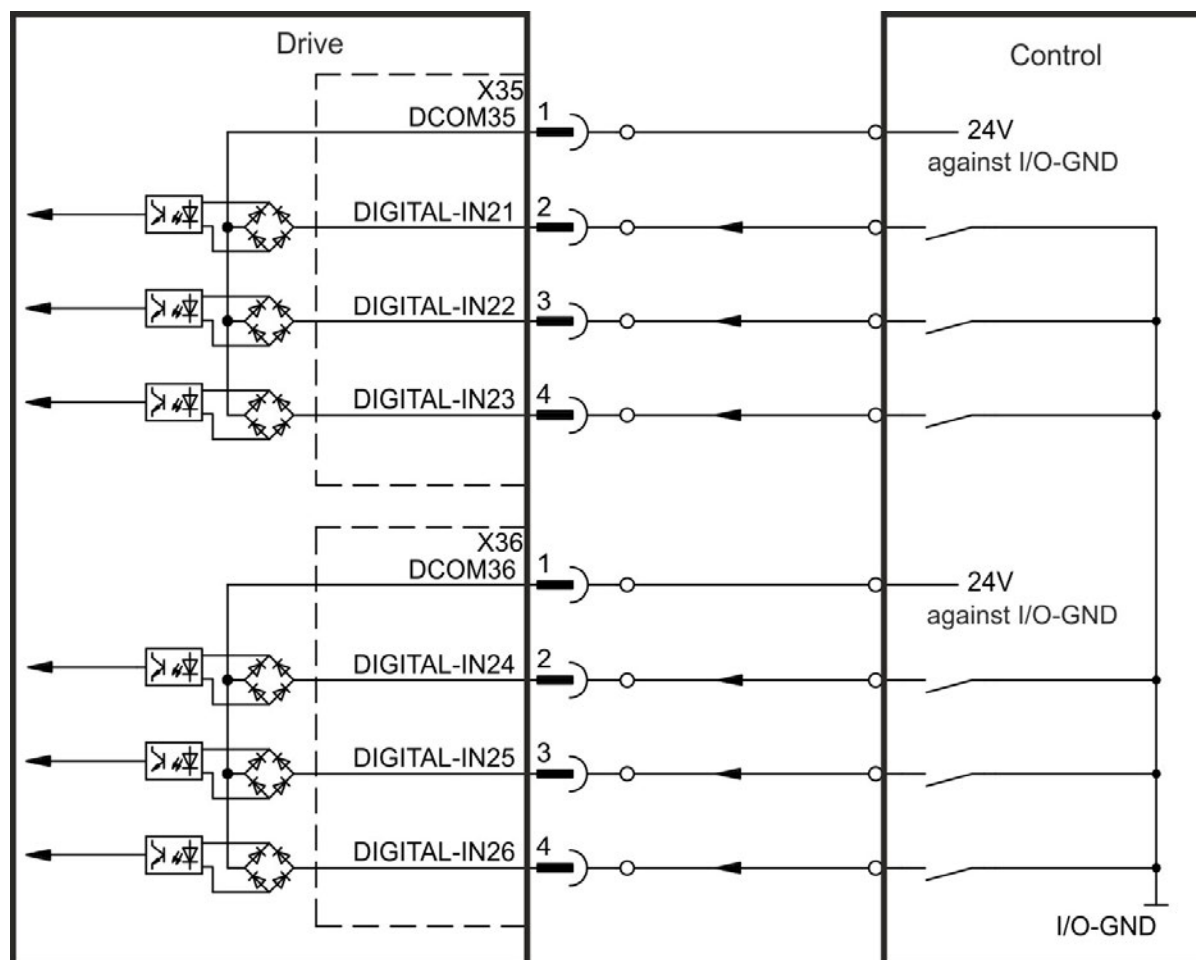 Drive
Control
X35
DCOM35
1
24V
against I/O-GND
DIGITAL-IN21
2
DIGITAL-IN22
3
DIGITAL-IN23
4
X36
DCOM36
1
24V
against I/O-GND
DIGITAL-IN24
2
DIGITAL-IN25
3
DIGITAL-IN26
4
I/O-GND